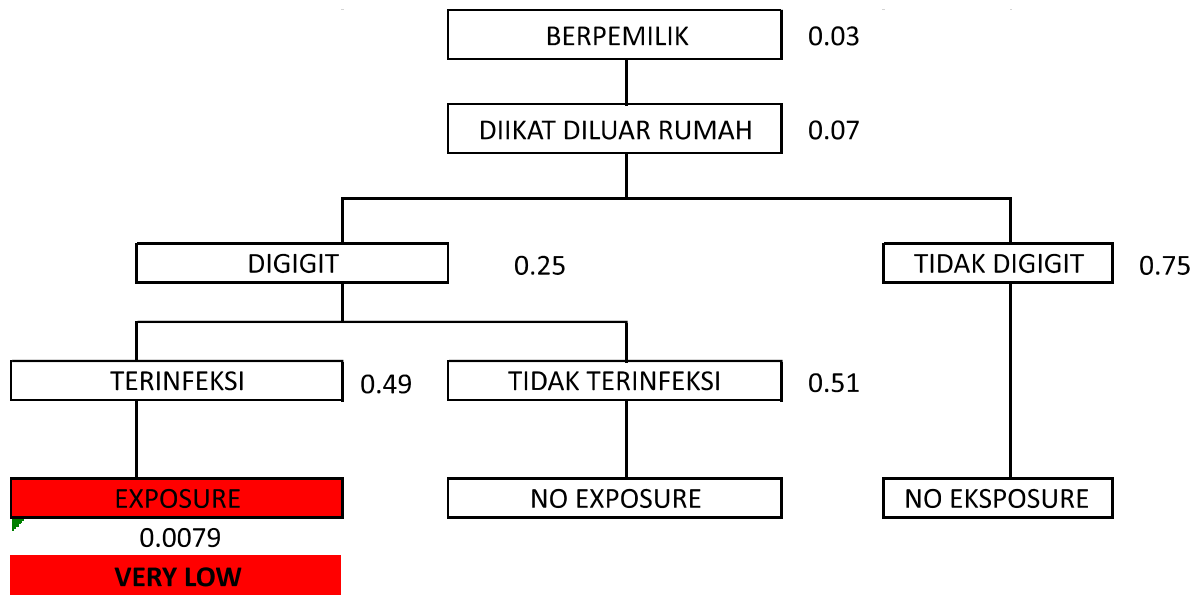 BERPEMILIK 0.03
DIIKAT DILUAR RUMAH 0.07
DIGIGIT 0.25 TIDAK DIGIGIT 0.75
TERINFEKSI 0.49 TIDAK TERINFEKSI 0.51
EXPOSURE NO EXPOSURE NO EKSPOSURE
0.0079
VERY LOW